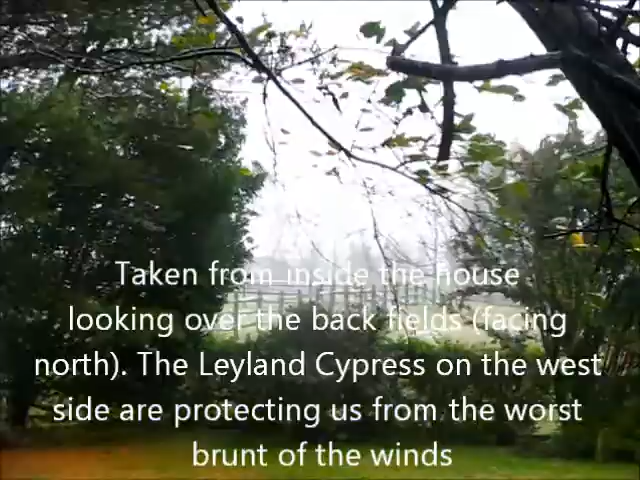 Taken from inside the house
looking over the back fields (facing
north). The Leyland Cypress on the west
side are protecting us from the worst
brunt of the winds